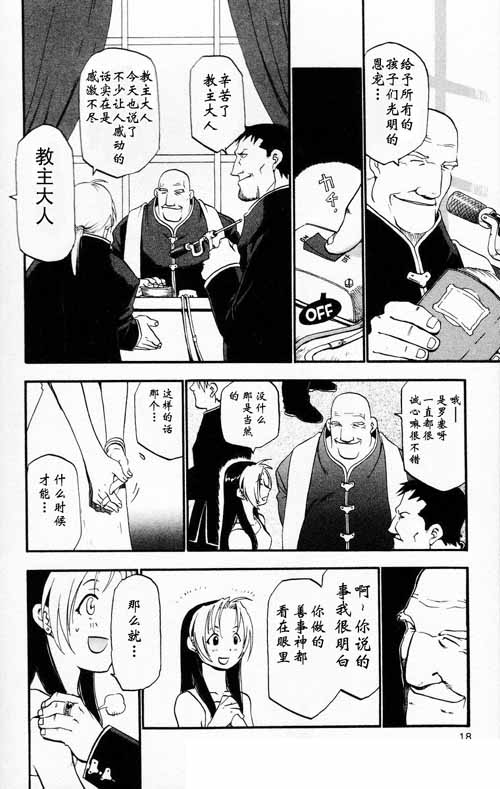 给予所有的
孩子们光明的
恩宠…
カチ
OFF
辛苦了
教主大人
教主大人
今天也说了
不少让人感动的
话实在是
感激不尽
教主大人
哦——
是罗塞呀
一直都很
诚心嘛很
不错
没什么
那是当然
的
这样的话
那个…
什么时候
才能…
啊~你说的
事我很明白
你做的
善事神都
看在眼里
那么就…
18